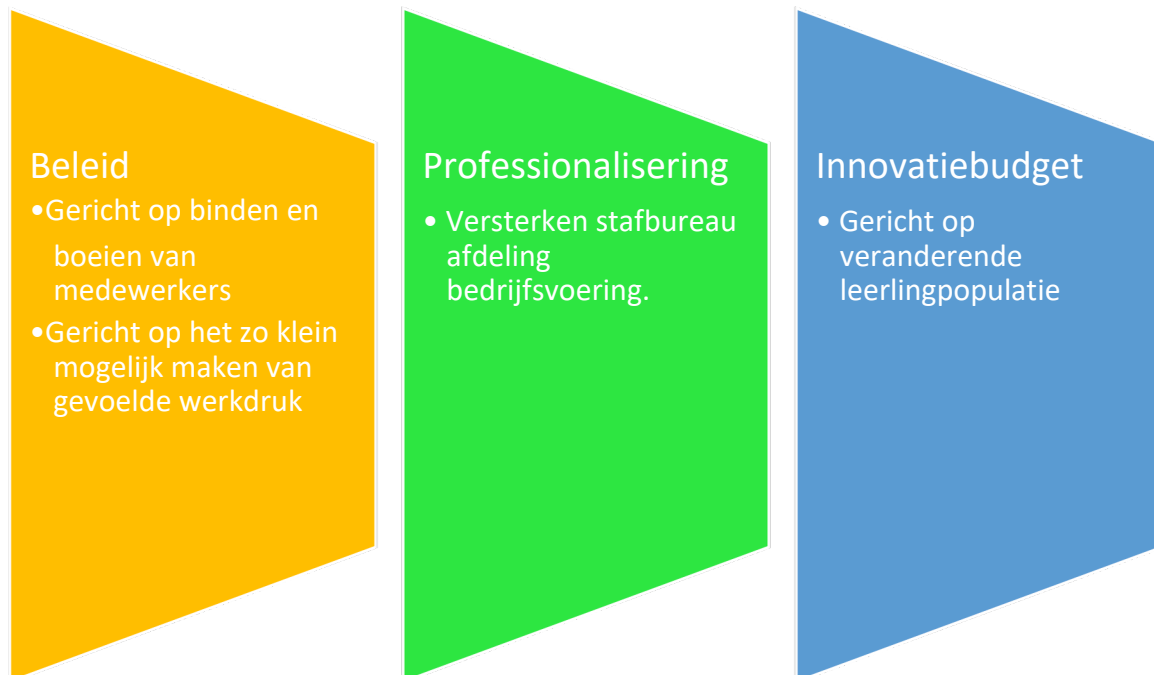 Beleid
•Gericht op binden en
boeien van
medewerkers
•Gericht op het zo klein
mogelijk maken van
gevoelde werkdruk
Professionalisering
• Versterken stafbureau
afdeling
bedrijfsvoering.
Innovatiebudget
• Gericht op
veranderende
leerlingpopulatie